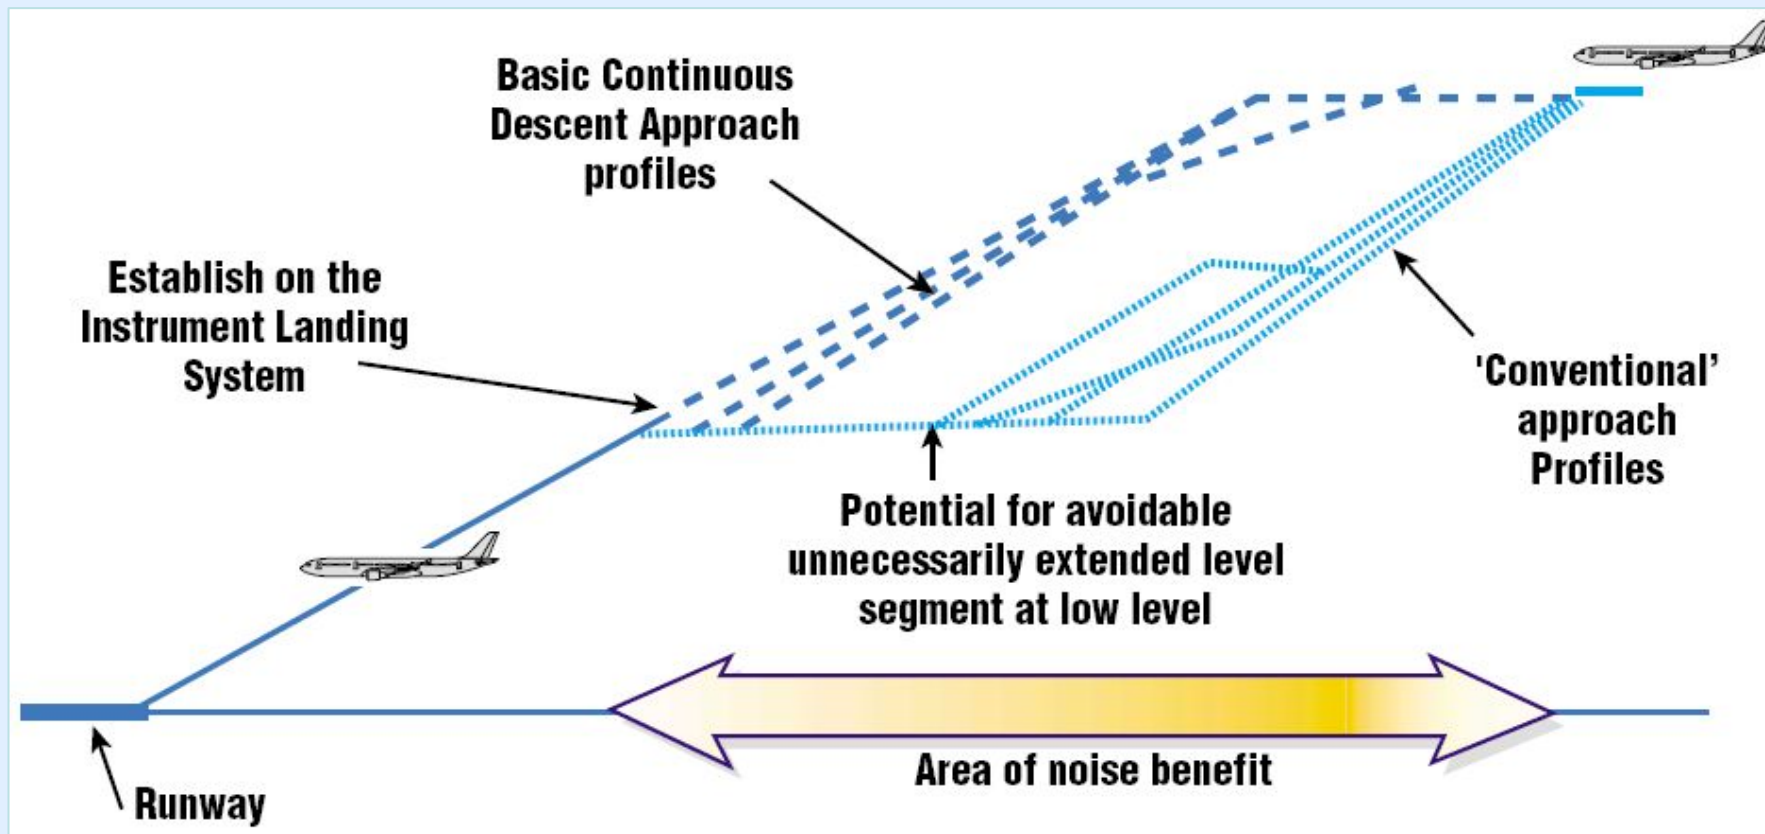 Basic Continuous
Descent Approach
profiles
Establish on the
Instrument Landing
System
'Conventional’
approach
Profiles
Potential for avoidable
unnecessarily extended level
segment at low level
Area of noise benefit
Runway